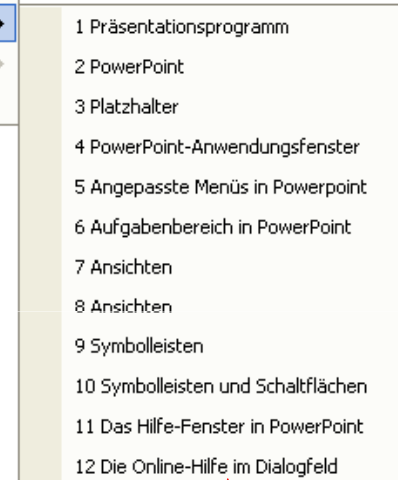 1 Präsentationsprogramm
2 PowerPoint
3 Platzhalter
4 PowerPoint-Anwendungsfenster
5 Angepasste Menüs in Powerpoint
6 Aufgabenbereich in PowerPoint
7 Ansichten
8 Ansichten
9 Symbolleisten
10 Symbolleisten und Schaltflächen
11 Das Hilfe-Fenster in PowerPoint
12 Die Online-Hilfe im Dialogfeld